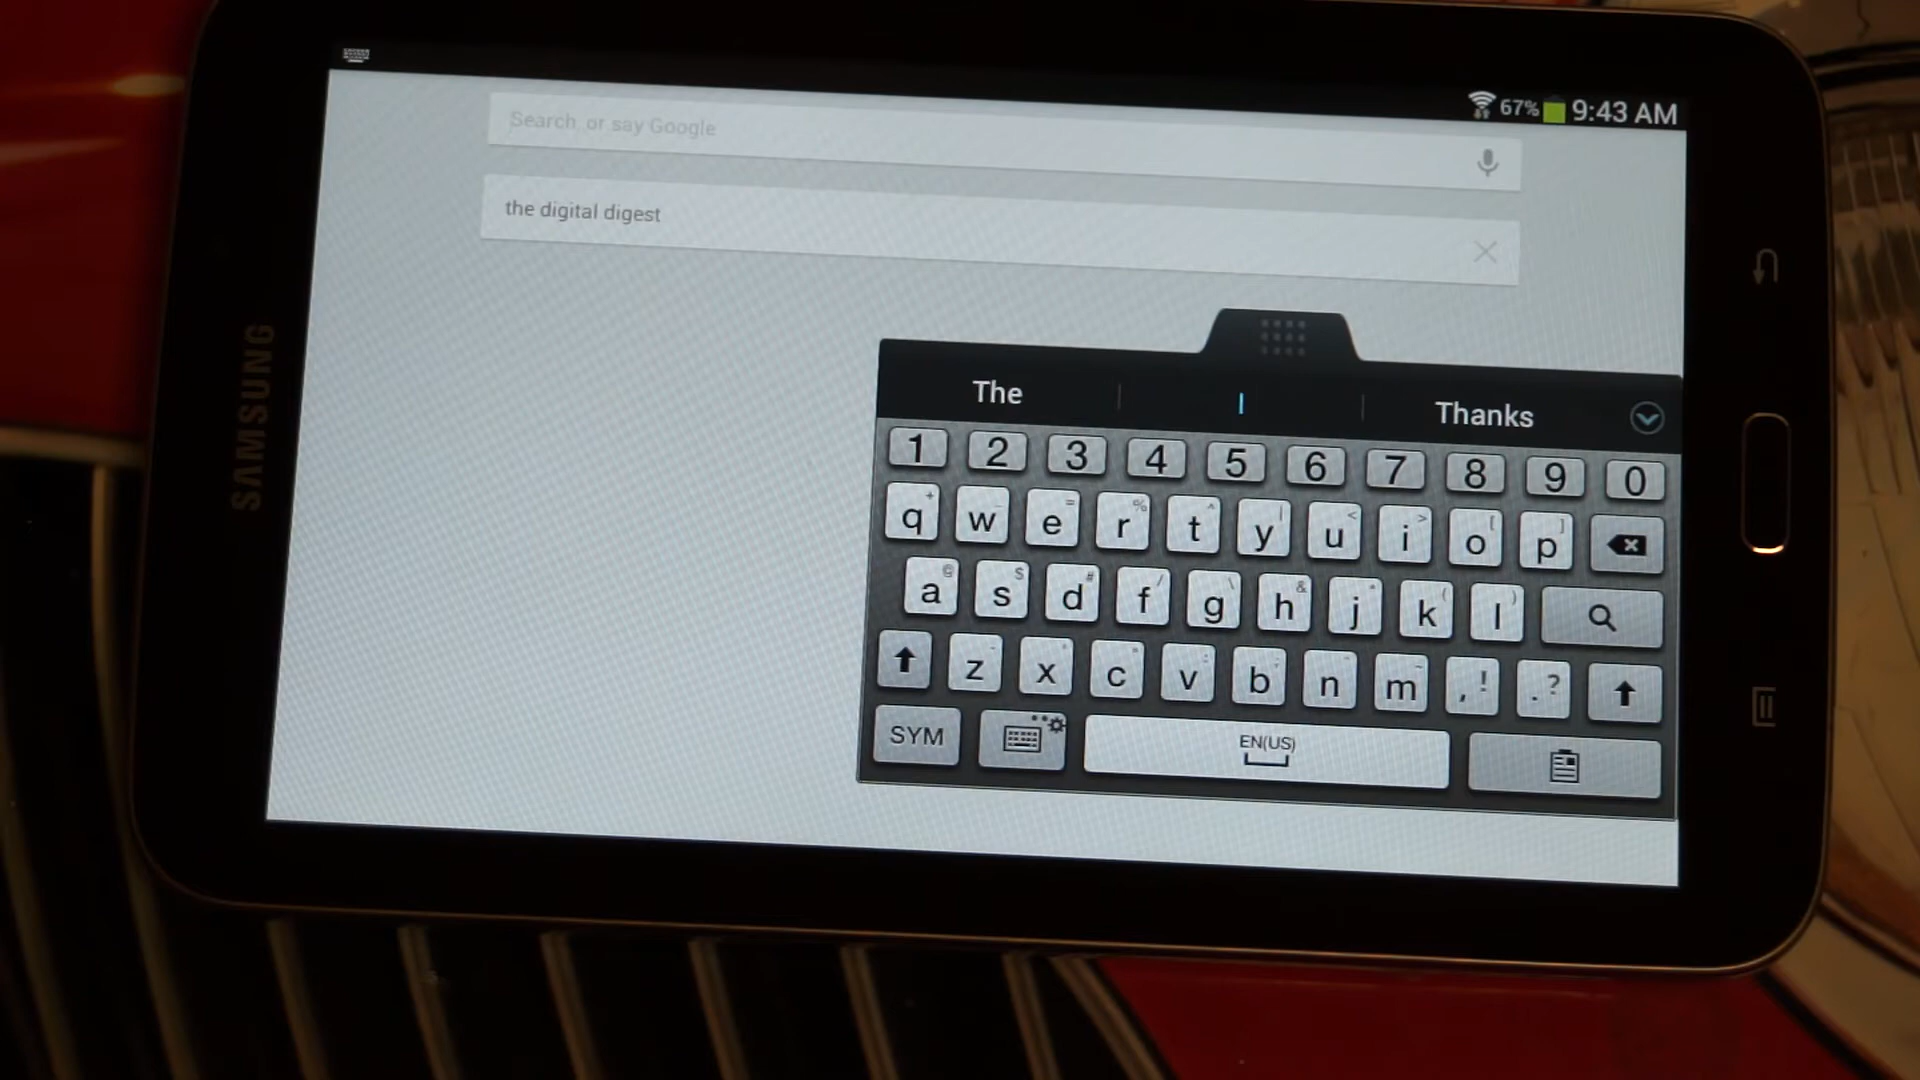 67% 9:43 AM
Search, or say Google
the digital digest
SAMSUNG
The I Thanks
1 2 3 4 5 6 7 8 9 0
q w e r t y u i o p
a s d f g h j k l
z x c v b n m , ! . ?
SYM EN(US)